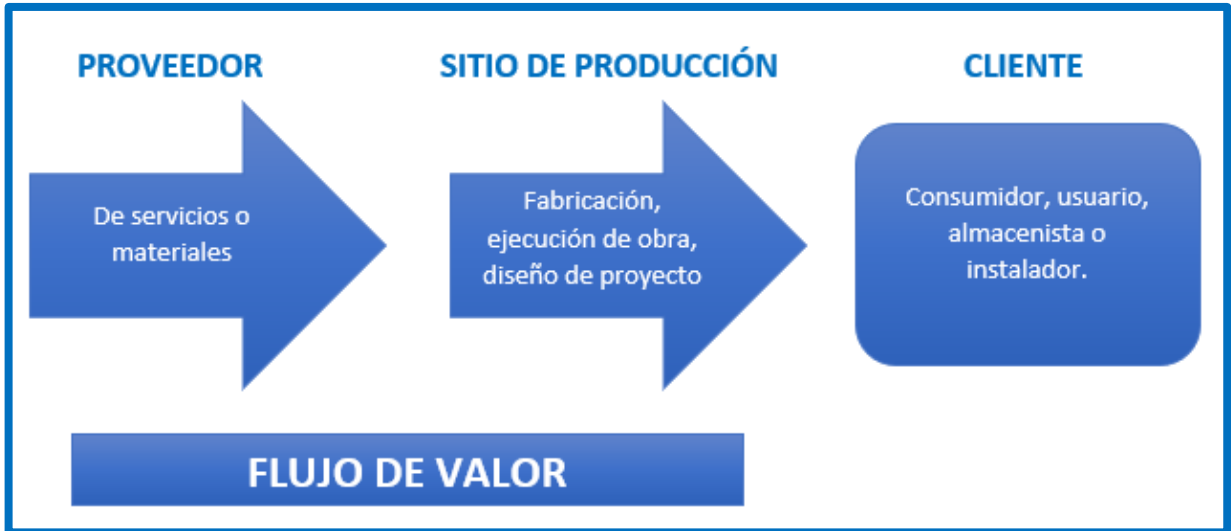 PROVEEDOR
SITIO DE PRODUCCIÓN
CLIENTE
De servicios o
materiales
Fabricación,
ejecución de obra,
diseño de proyecto
Consumidor, usuario,
almacenista o
instalador.
FLUJO DE VALOR